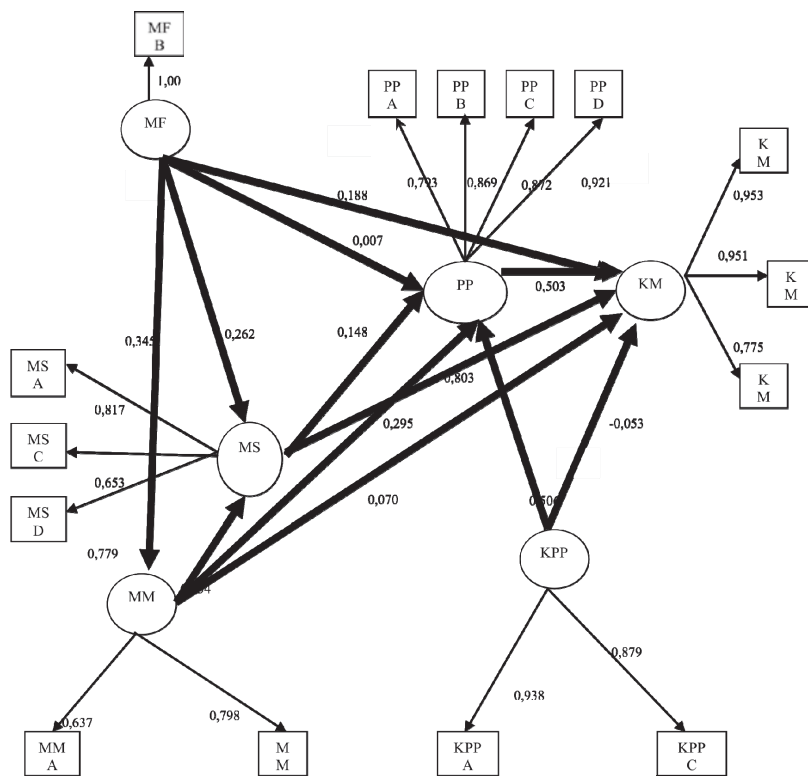 MF
B
1,00
MF
PP
A
PP
B
PP
C
PP
D
K
M
0,793
0,869
0,872
0,921
0,953
0,188
0,007
0,951
PP
0,503
KM
K
M
0,345
0,262
0,148
0,775
K
M
MS
A
0,803
0,817
0,295
-0,053
MS
C
MS
0,653
MS
D
0,070
0,779
KPP
MM
0,879
0,938
0,637
0,798
MM
A
M
M
KPP
A
KPP
C